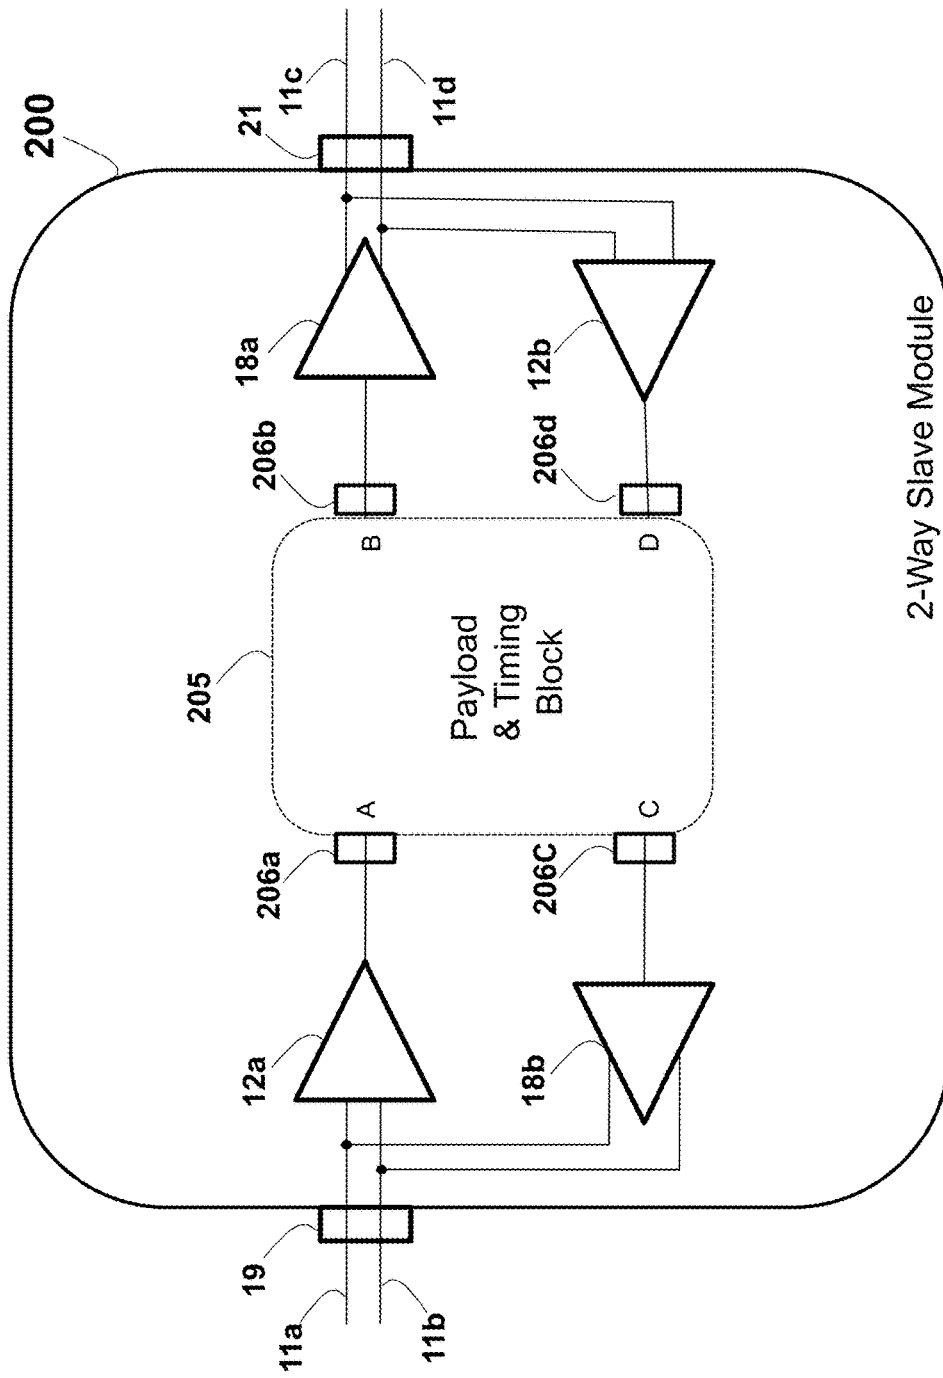 200
11c
11d
21
18a
12b
206b
206d
B
D
205
Payload
& Timing
Block
A
C
206a
206C
12a
18b
19
11a
11b
2-Way Slave Module